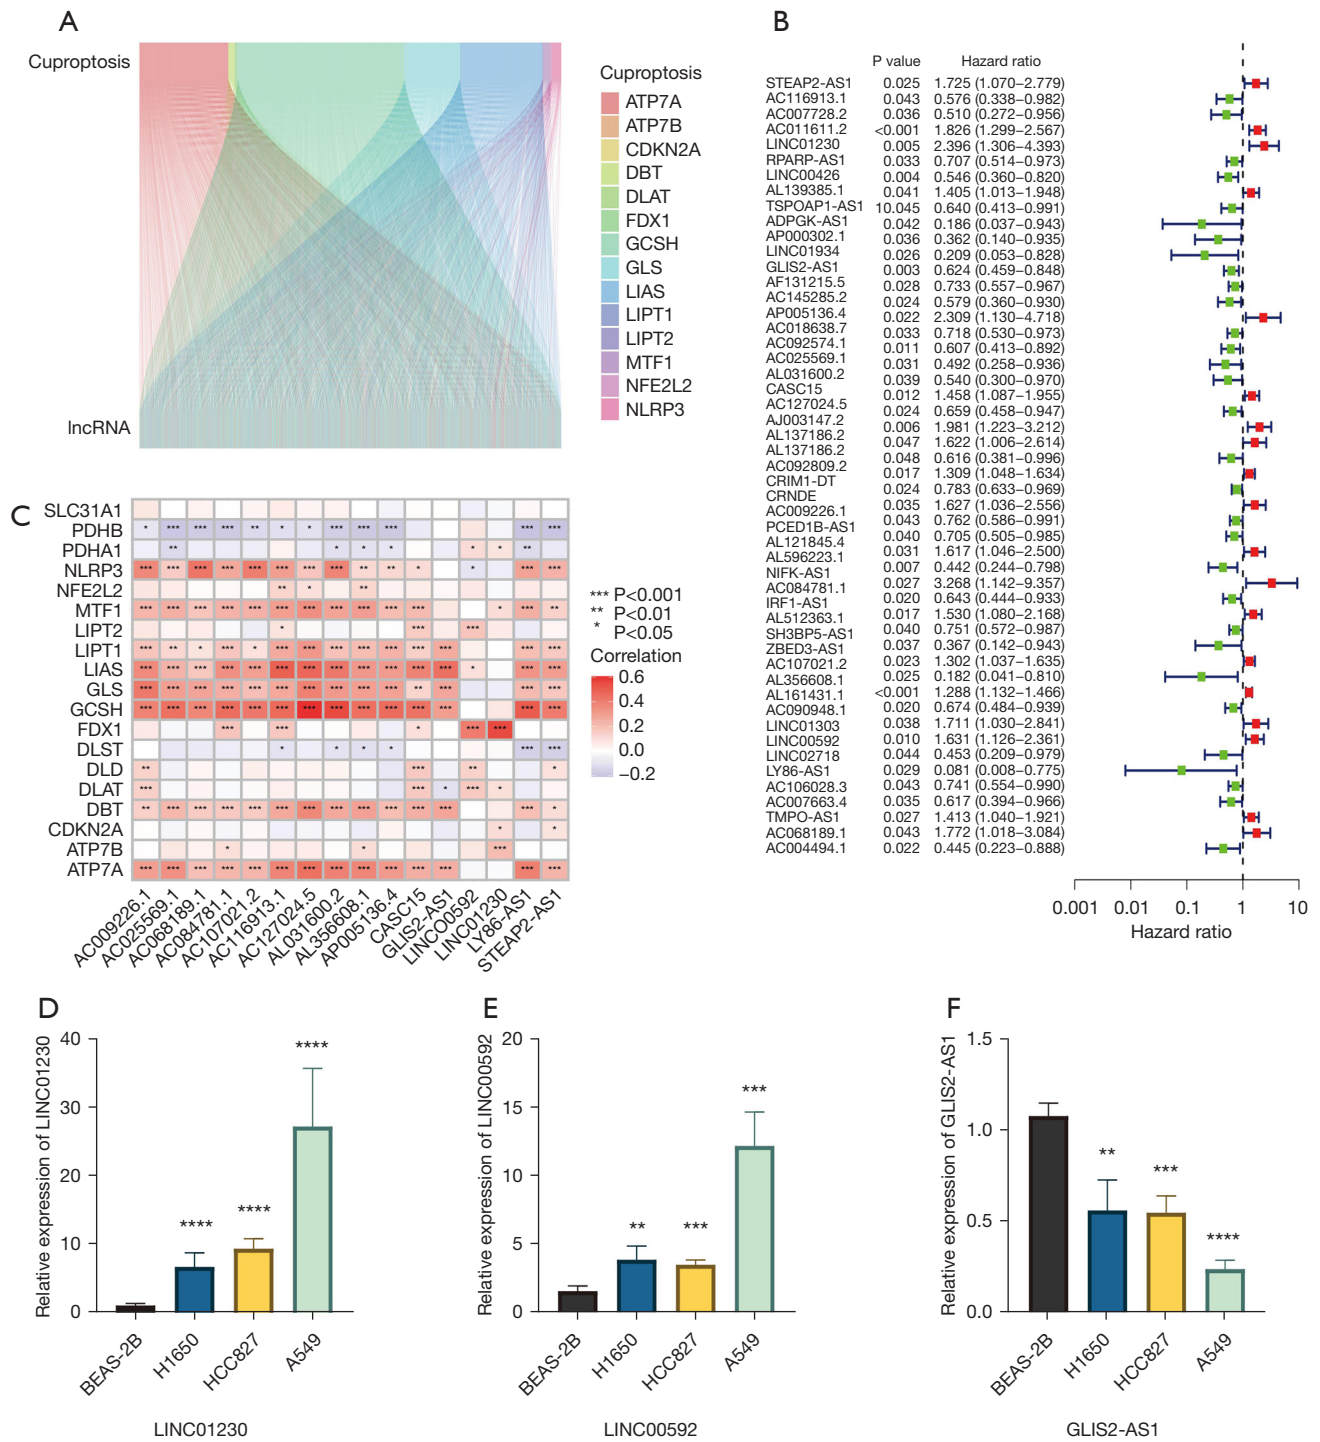 A
Cuproptosis
lncRNA
Cuproptosis
ATP7A
ATP7B
CDKN2A
DBT
DLAT
FDX1
GCSH
GLS
LIAS
LIPT1
LIPT2
MTF1
NFE2L2
NLRP3
B
P value Hazard ratio
STEAP2-AS1
AC116913.1
AC007728.2
AC011611.2
LINC01230
RPARP-AS1
LINC00426
AL139385.1
TSPOAP1-AS1
ADPGK-AS1
AP000302.1
LINC01934
GLIS2-AS1
AF131215.5
AC145285.2
AP005136.4
AC018638.7
AC092574.1
AC025569.1
AL031600.2
CASC15
AC127024.5
AJ003147.2
AL137186.2
AL137186.2
AC092809.2
CRIM1-DT
CRNDE
AC009226.1
PCED1B-AS1
AL121845.4
AL596223.1
NIFK-AS1
AC084781.1
IRF1-AS1
AL512363.1
SH3BP5-AS1
ZBED3-AS1
AC107021.2
AL356608.1
AL161431.1
AC090948.1
LINC01303
LINC00592
LINC02718
LY86-AS1
AC106028.3
AC007663.4
TMPO-AS1
AC068189.1
AC004494.1
0.025 1.725 (1.070–2.779)
0.043 0.576 (0.338–0.982)
0.036 0.510 (0.272–0.956)
<0.001 1.826 (1.299–2.567)
0.005 2.396 (1.306–4.393)
0.033 0.707 (0.514–0.973)
0.004 0.546 (0.360–0.820)
0.041 1.405 (1.013–1.948)
10.045 0.640 (0.413–0.991)
0.042 0.186 (0.037–0.943)
0.036 0.362 (0.140–0.935)
0.026 0.209 (0.053–0.828)
0.003 0.624 (0.459–0.848)
0.028 0.733 (0.557–0.967)
0.024 0.579 (0.360–0.930)
0.022 2.309 (1.130–4.718)
0.033 0.718 (0.530–0.973)
0.011 0.607 (0.413–0.892)
0.031 0.492 (0.258–0.936)
0.039 0.540 (0.300–0.970)
0.012 1.458 (1.087–1.955)
0.024 0.659 (0.458–0.947)
0.006 1.981 (1.223–3.212)
0.047 1.622 (1.006–2.614)
0.048 0.616 (0.381–0.996)
0.017 1.309 (1.048–1.634)
0.024 0.783 (0.633–0.969)
0.035 1.627 (1.036–2.556)
0.043 0.762 (0.586–0.991)
0.040 0.705 (0.505–0.985)
0.031 1.617 (1.046–2.500)
0.007 0.442 (0.244–0.798)
0.027 3.268 (1.142–9.357)
0.020 0.643 (0.444–0.933)
0.017 1.530 (1.080–2.168)
0.040 0.751 (0.572–0.987)
0.037 0.367 (0.142–0.943)
0.023 1.302 (1.037–1.635)
0.025 0.182 (0.041–0.810)
<0.001 1.288 (1.132–1.466)
0.020 0.674 (0.484–0.939)
0.038 1.711 (1.030–2.841)
0.010 1.631 (1.126–2.361)
0.044 0.453 (0.209–0.979)
0.029 0.081 (0.008–0.775)
0.043 0.741 (0.554–0.990)
0.035 0.617 (0.394–0.966)
0.027 1.413 (1.040–1.921)
0.043 1.772 (1.018–3.084)
0.022 0.445 (0.223–0.888)
0.001 0.01 0.1 1 10
Hazard ratio
C
SLC31A1
PDHB * *** *** *** ** * * *** *** *** *** ***
PDHA1 ** * * * * * **
NLRP3 *** *** *** *** *** *** *** *** ** ** * * *** ***
NFE2L2 ** * **
MTF1 *** *** *** *** *** *** *** *** *** *** *** * *** **
LIPT2 * *** ***
LIPT1 *** ** * *** * *** *** *** *** *** *** *** *** ***
LIAS *** *** *** *** *** *** *** *** *** *** *** *** * *** ***
GLS *** *** *** *** *** *** *** *** *** *** ** *** *** ***
GCSH *** *** *** *** *** *** *** *** *** *** *** *** *** ***
FDX1 *** *** * *** ***
DLST * * * * *** ***
DLD ** *** ** *
DLAT *** *** * *** *
DBT ** *** *** *** *** *** *** *** *** *** *** *** *** *
CDKN2A * *
ATP7B * * ***
ATP7A *** *** *** *** *** *** *** *** *** *** *** *** *** ***
AC009226.1
AC025569.1
AC068189.1
AC084781.1
AC107021.2
AC116913.1
AC127024.5
AL031600.2
AL356608.1
AP005136.4
CASC15
GLIS2-AS1
LINCO0592
LINC01230
LY86-AS1
STEAP2-AS1
*** P<0.001
** P<0.01
* P<0.05
Correlation
0.6
0.4
0.2
0.0
−0.2
D
Relative expression of LINC01230
40
30
20
10
0
**** **** ****
BEAS-2B
H1650
HCC827
A549
LINC01230
E
Relative expression of LINC00592
20
15
10
5
0
** *** ***
BEAS-2B
H1650
HCC827
A549
LINC00592
F
Relative expression of GLIS2-AS1
1.5
1.0
0.5
0.0
** *** ****
BEAS-2B
H1650
HCC827
A549
GLIS2-AS1